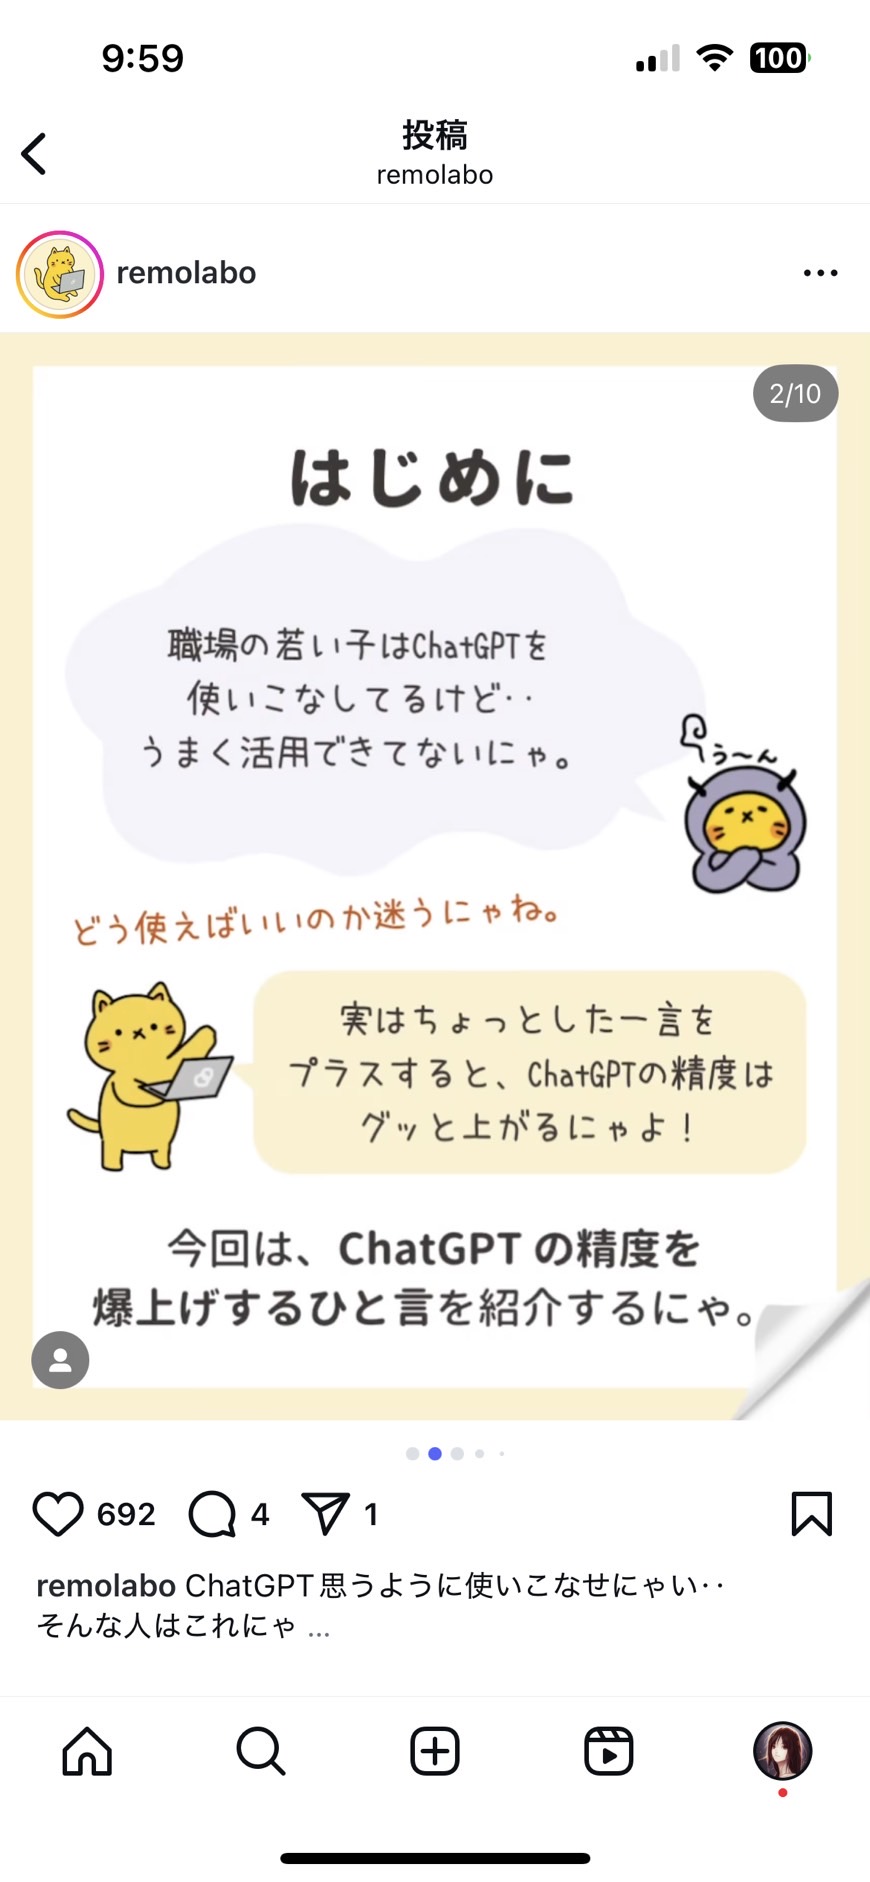 9:59
100
投稿
remolabo
remolabo
2/10
はじめに
職場の若い子はChatGPTを
使いこなしてるけど‥
うまく活用できてないにゃ。
う〜ん
どう使えばいいのか迷うにゃね。
実はちょっとした一言を
プラスすると、ChatGPTの精度は
グッと上がるにゃよ！
今回は、ChatGPT の精度を
爆上げするひと言を紹介するにゃ。
692 4 1
remolabo ChatGPT思うように使いこなせにゃい‥
そんな人はこれにゃ ...